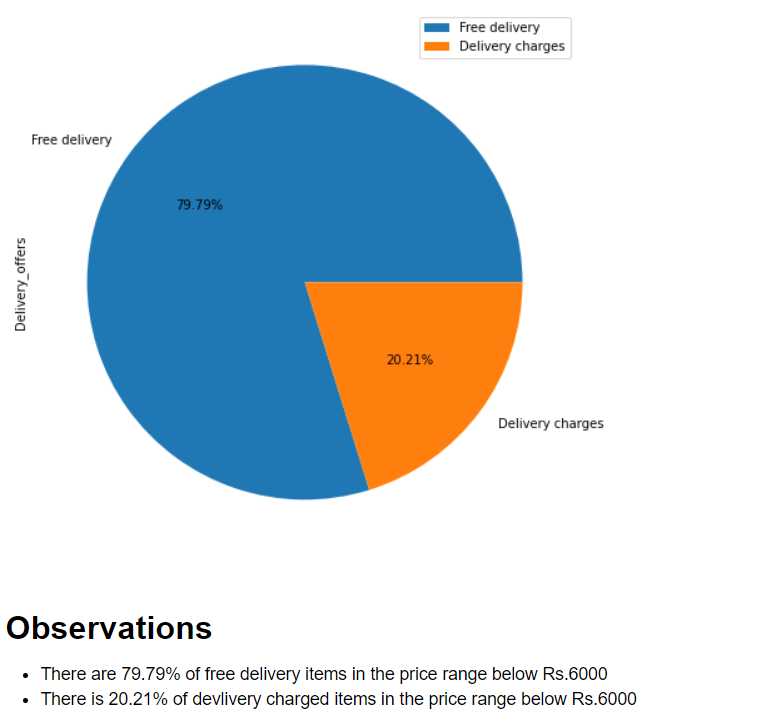 Free delivery
Delivery charges
Free delivery
79.79%
Delivery_offers
20.21%
Delivery charges
Observations
• There are 79.79% of free delivery items in the price range below Rs.6000
• There is 20.21% of devlivery charged items in the price range below Rs.6000